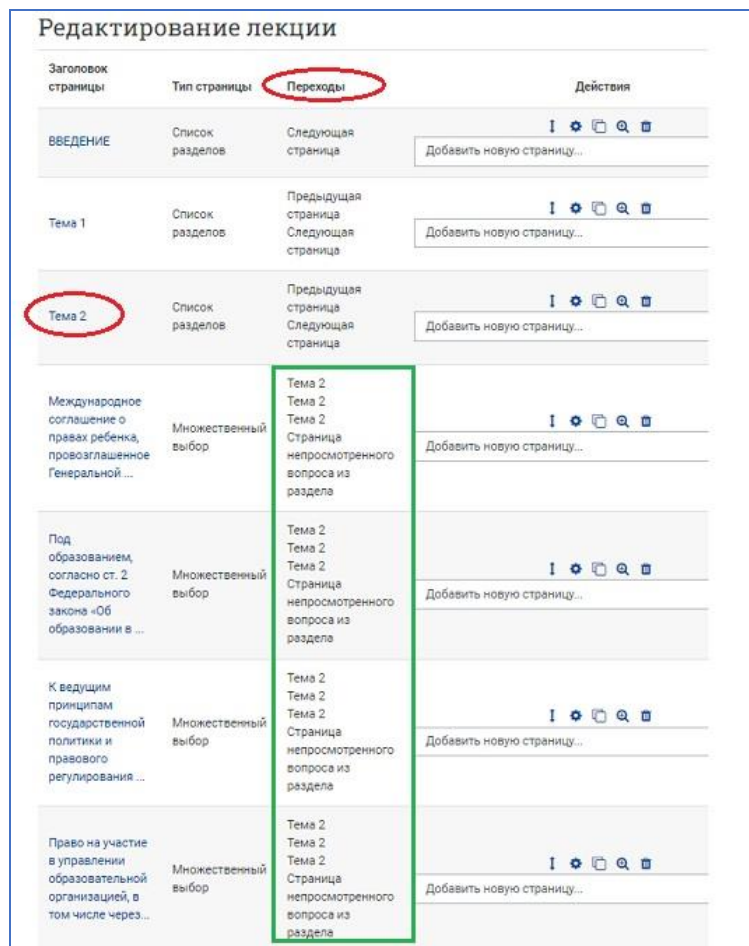 Редактирование лекции
Заголовок
страницы
Тип страницы
Переходы
Действия
ВВЕДЕНИЕ
Список
разделов
Следующая
страница
Добавить новую страницу...
Тема 1
Список
разделов
Предыдущая
страница
Следующая
страница
Добавить новую страницу...
Тема 2
Список
разделов
Предыдущая
страница
Следующая
страница
Добавить новую страницу...
Международное
соглашение о
правах ребенка,
провозглашенное
Генеральной ...
Множественный
выбор
Тема 2
Тема 2
Тема 2
Страница
непросмотренного
вопроса из
раздела
Добавить новую страницу...
Под
образованием,
согласно ст. 2
Федерального
закона «Об
образовании в ...
Множественный
выбор
Тема 2
Тема 2
Тема 2
Страница
непросмотренного
вопроса из
раздела
Добавить новую страницу...
К ведущим
принципам
государственной
политики и
правового
регулирования ...
Множественный
выбор
Тема 2
Тема 2
Тема 2
Страница
непросмотренного
вопроса из
раздела
Добавить новую страницу...
Право на участие
в управлении
образовательной
организацией, в
том числе через...
Множественный
выбор
Тема 2
Тема 2
Тема 2
Страница
непросмотренного
вопроса из
раздела
Добавить новую страницу...